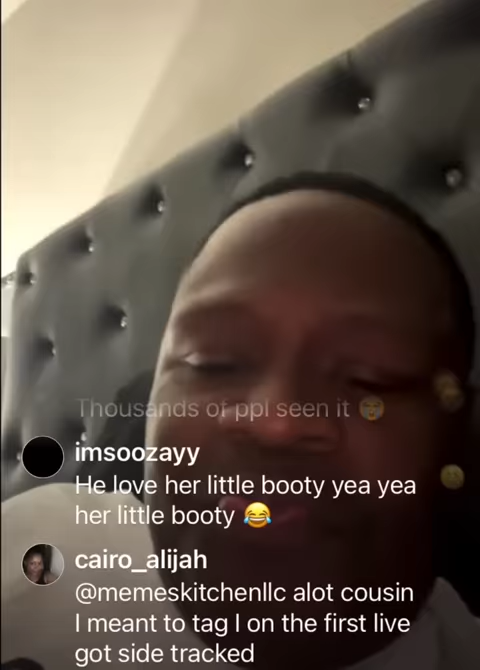 Thousands of ppl seen it 😭
imsoozayy
He love her little booty yea yea
her little booty 😂
cairo_alijah
@memeskitchenllc alot cousin
I meant to tag I on the first live
got side tracked